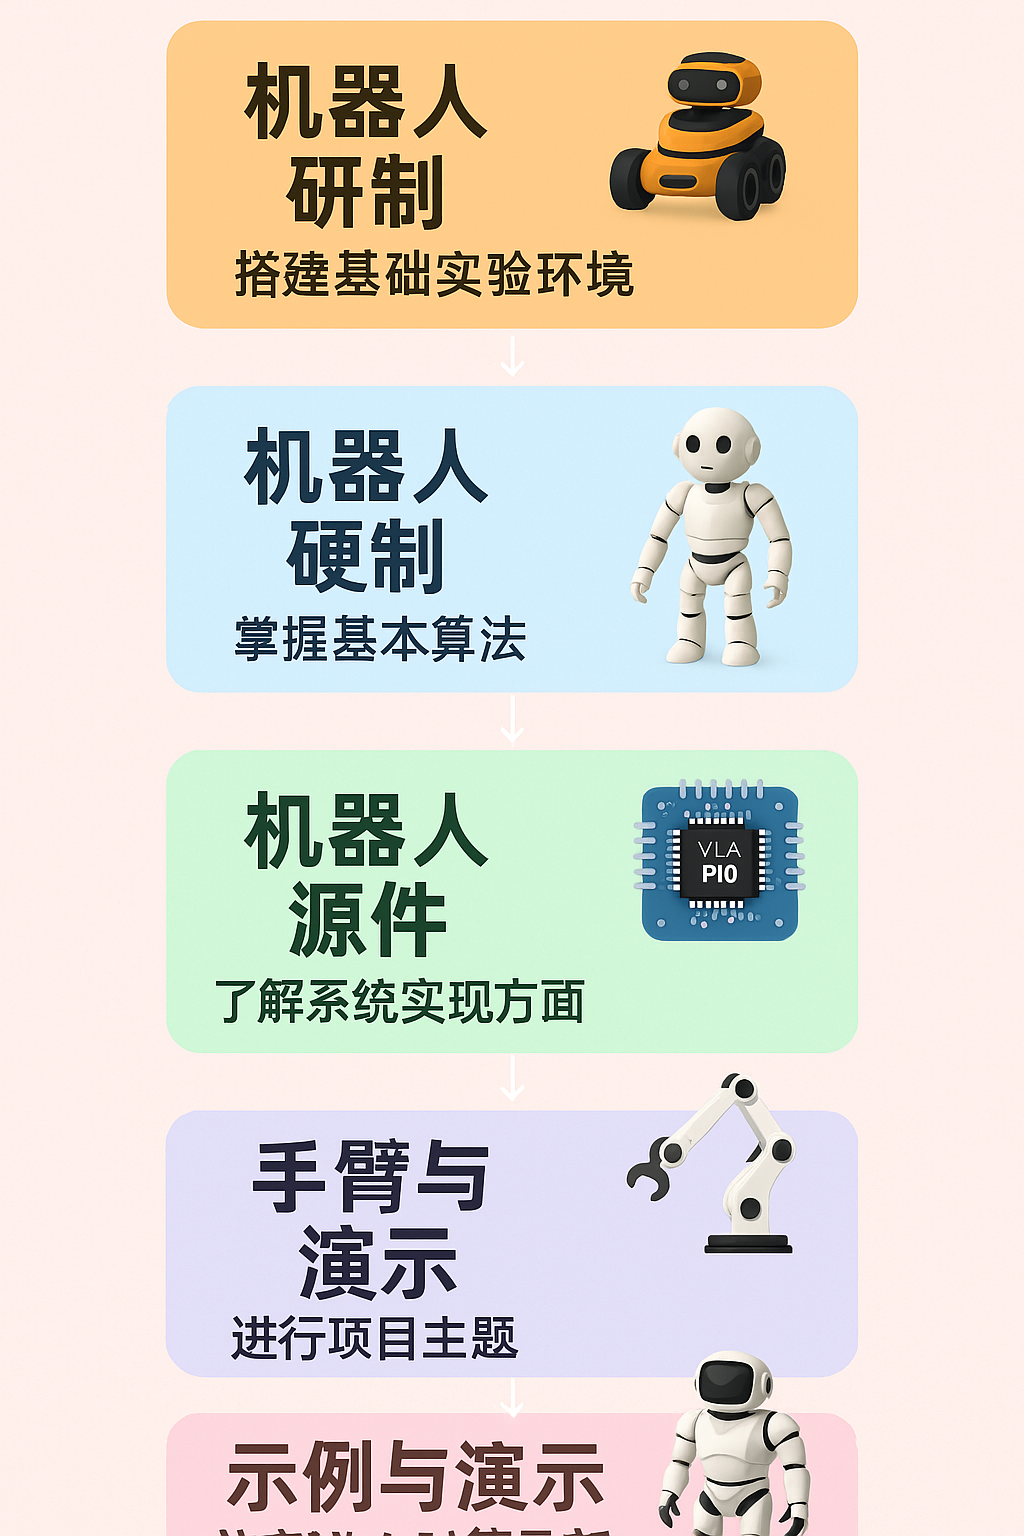 机器人
研制
搭建基础实验环境
机器人
硬制
掌握基本算法
机器人
源件
了解系统实现方面
VLA
PI0
手臂与
演示
进行项目主题
示例与演示